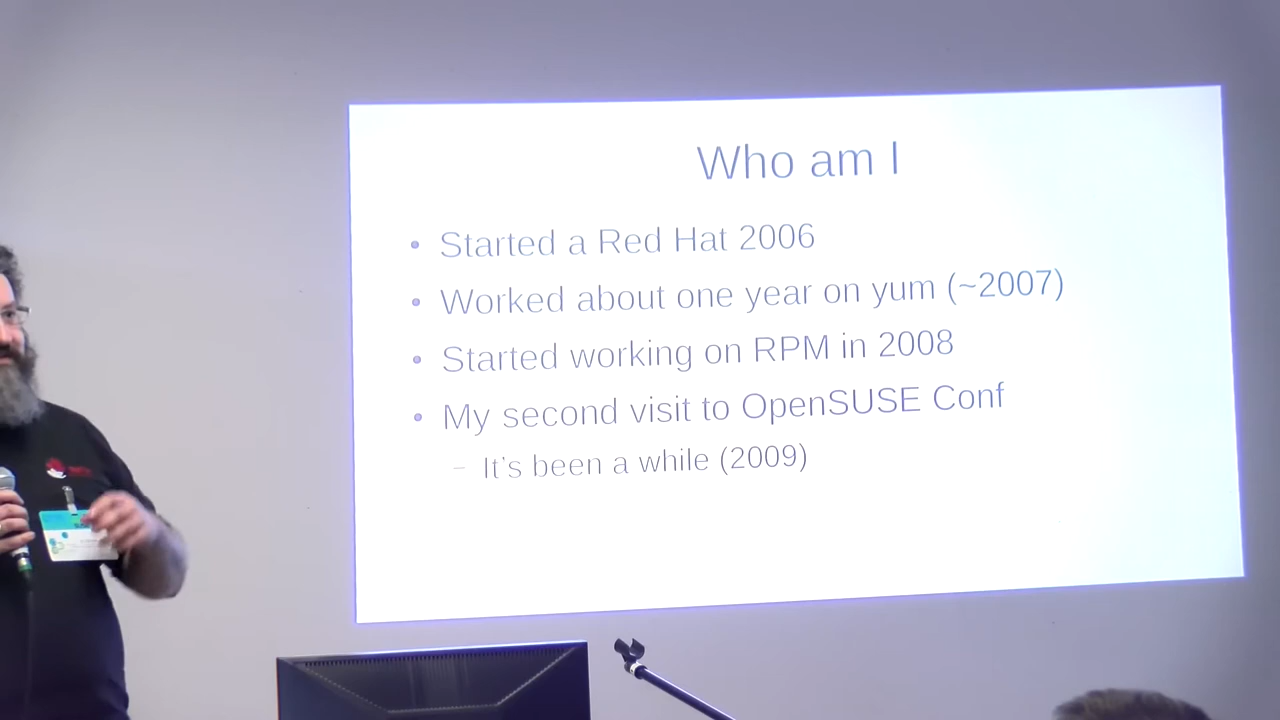 Who am I
• Started a Red Hat 2006
• Worked about one year on yum (~2007)
• Started working on RPM in 2008
• My second visit to OpenSUSE Conf
– It's been a while (2009)